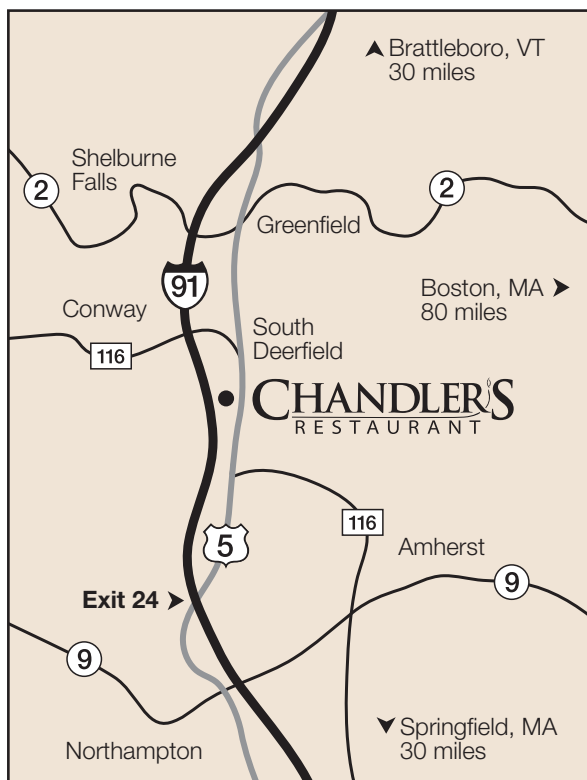 Brattleboro, VT
30 miles
Shelburne
Falls
2
2
Greenfield
91
Boston, MA
80 miles
Conway
South
Deerfield
116
CHANDLER'S
RESTAURANT
116
5
Amherst
9
Exit 24
9
Springfield, MA
30 miles
Northampton